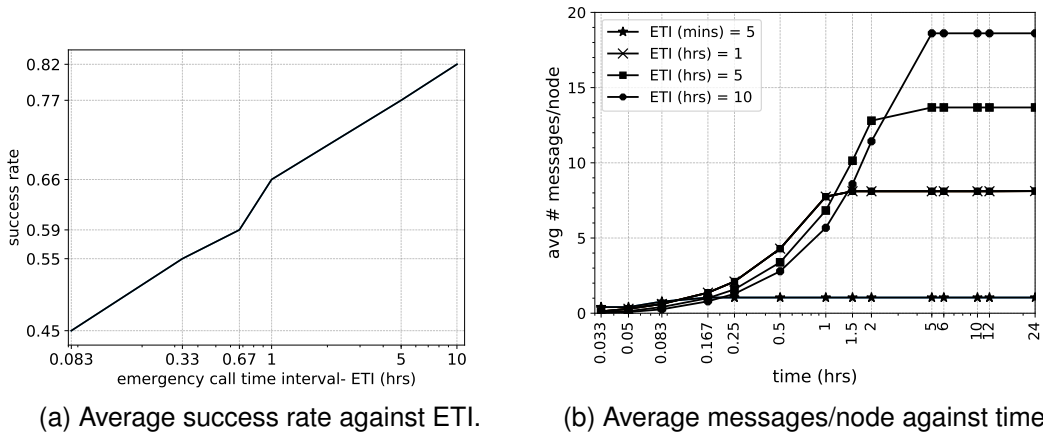 0.82
0.77
0.66
0.59
0.55
0.45
success rate
0.083 0.33 0.67 1 5 10
emergency call time interval- ETI (hrs)
(a) Average success rate against ETI.
20
15
10
5
0
avg # messages/node
ETI (mins) = 5
ETI (hrs) = 1
ETI (hrs) = 5
ETI (hrs) = 10
0.033 0.05 0.083 0.167 0.25 0.5 1 1.5 2 5 6 10 12 24
time (hrs)
(b) Average messages/node against time